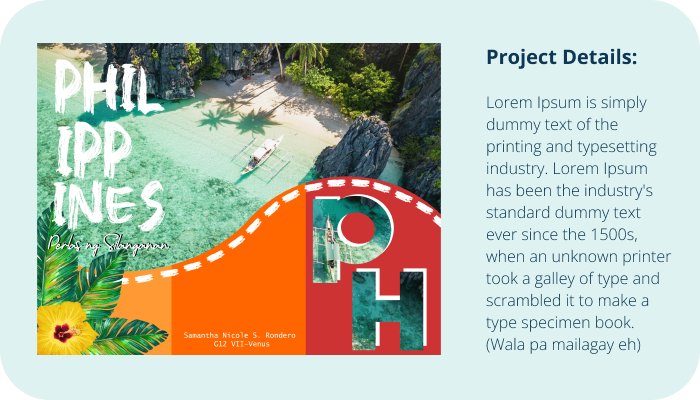 PHIL
IPP
INES
Perlas ng Silanganan
PH
Samantha Nicole S. Rondero
G12 VII-Venus
Project Details:
Lorem Ipsum is simply
dummy text of the
printing and typesetting
industry. Lorem Ipsum
has been the industry's
standard dummy text
ever since the 1500s,
when an unknown printer
took a galley of type and
scrambled it to make a
type specimen book.
(Wala pa mailagay eh)